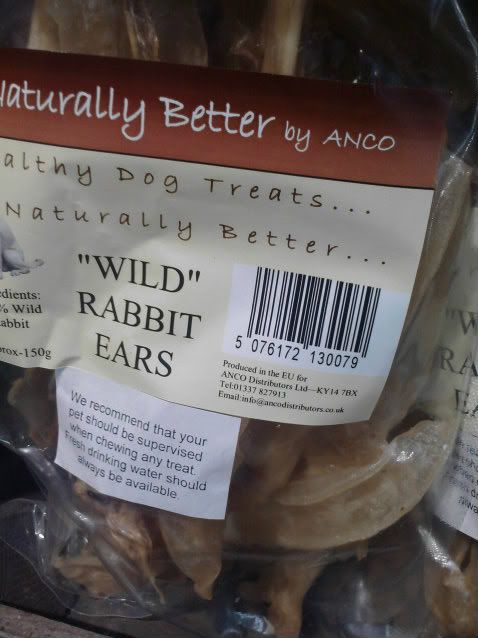 Naturally Better by ANCO
althy Dog Treats...
Naturally Better...
"WILD"
RABBIT
EARS
edients:
% Wild
abbit
rox-150g
5 076172 130079
Produced in the EU for
ANCO Distributors Ltd—KY14 7BX
Tel:01337 827913
Email:info@ancodistributors.co.uk
We recommend that your
pet should be supervised
when chewing any treat.
Fresh drinking water should
always be available.
"W
RA